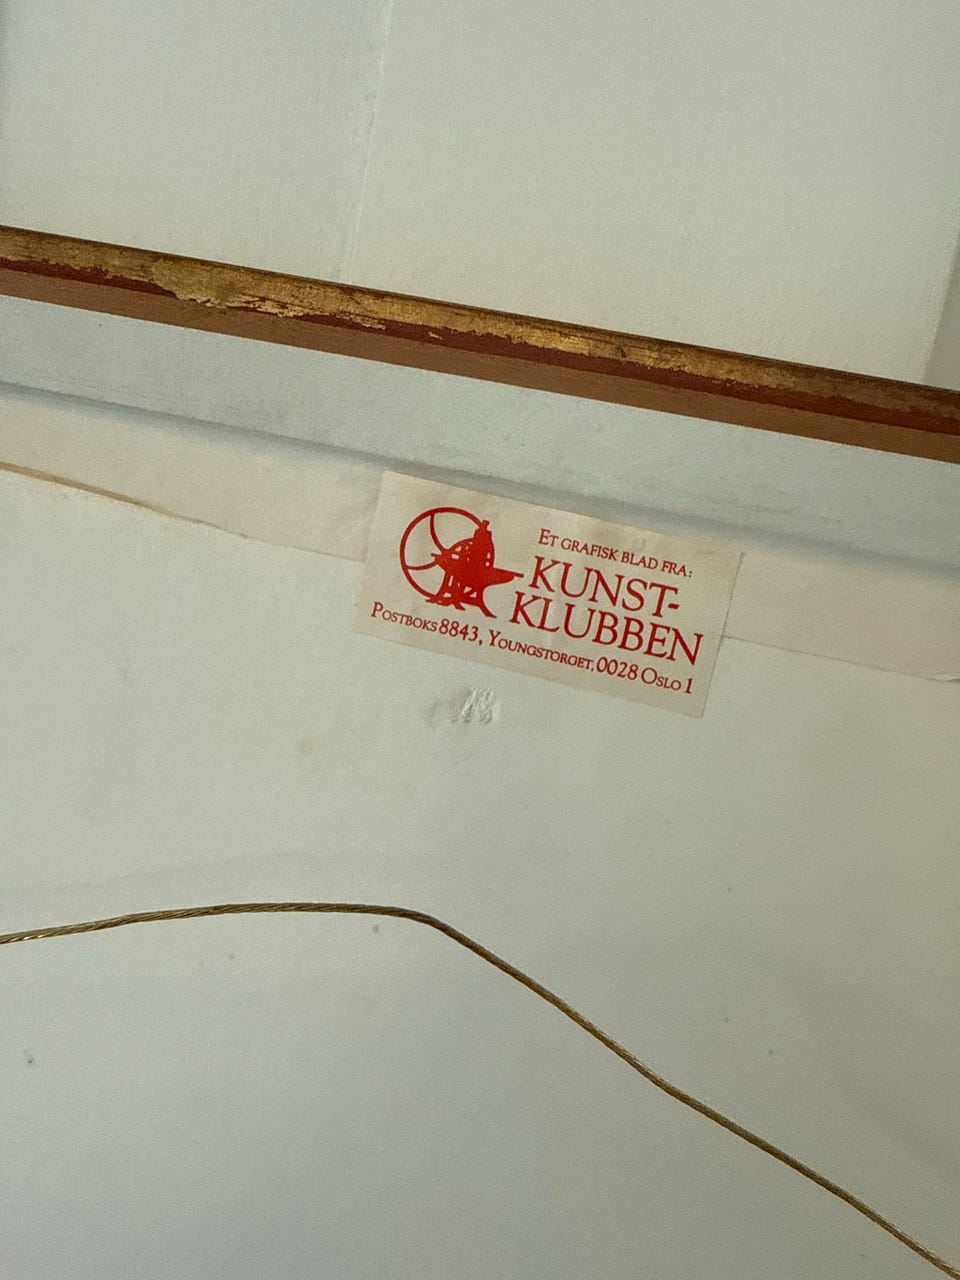 ET GRAFISK BLAD FRA:
KUNST-
KLUBBEN
POSTBOKS 8843, YOUNGSTORGET, 0028 OSLO 1